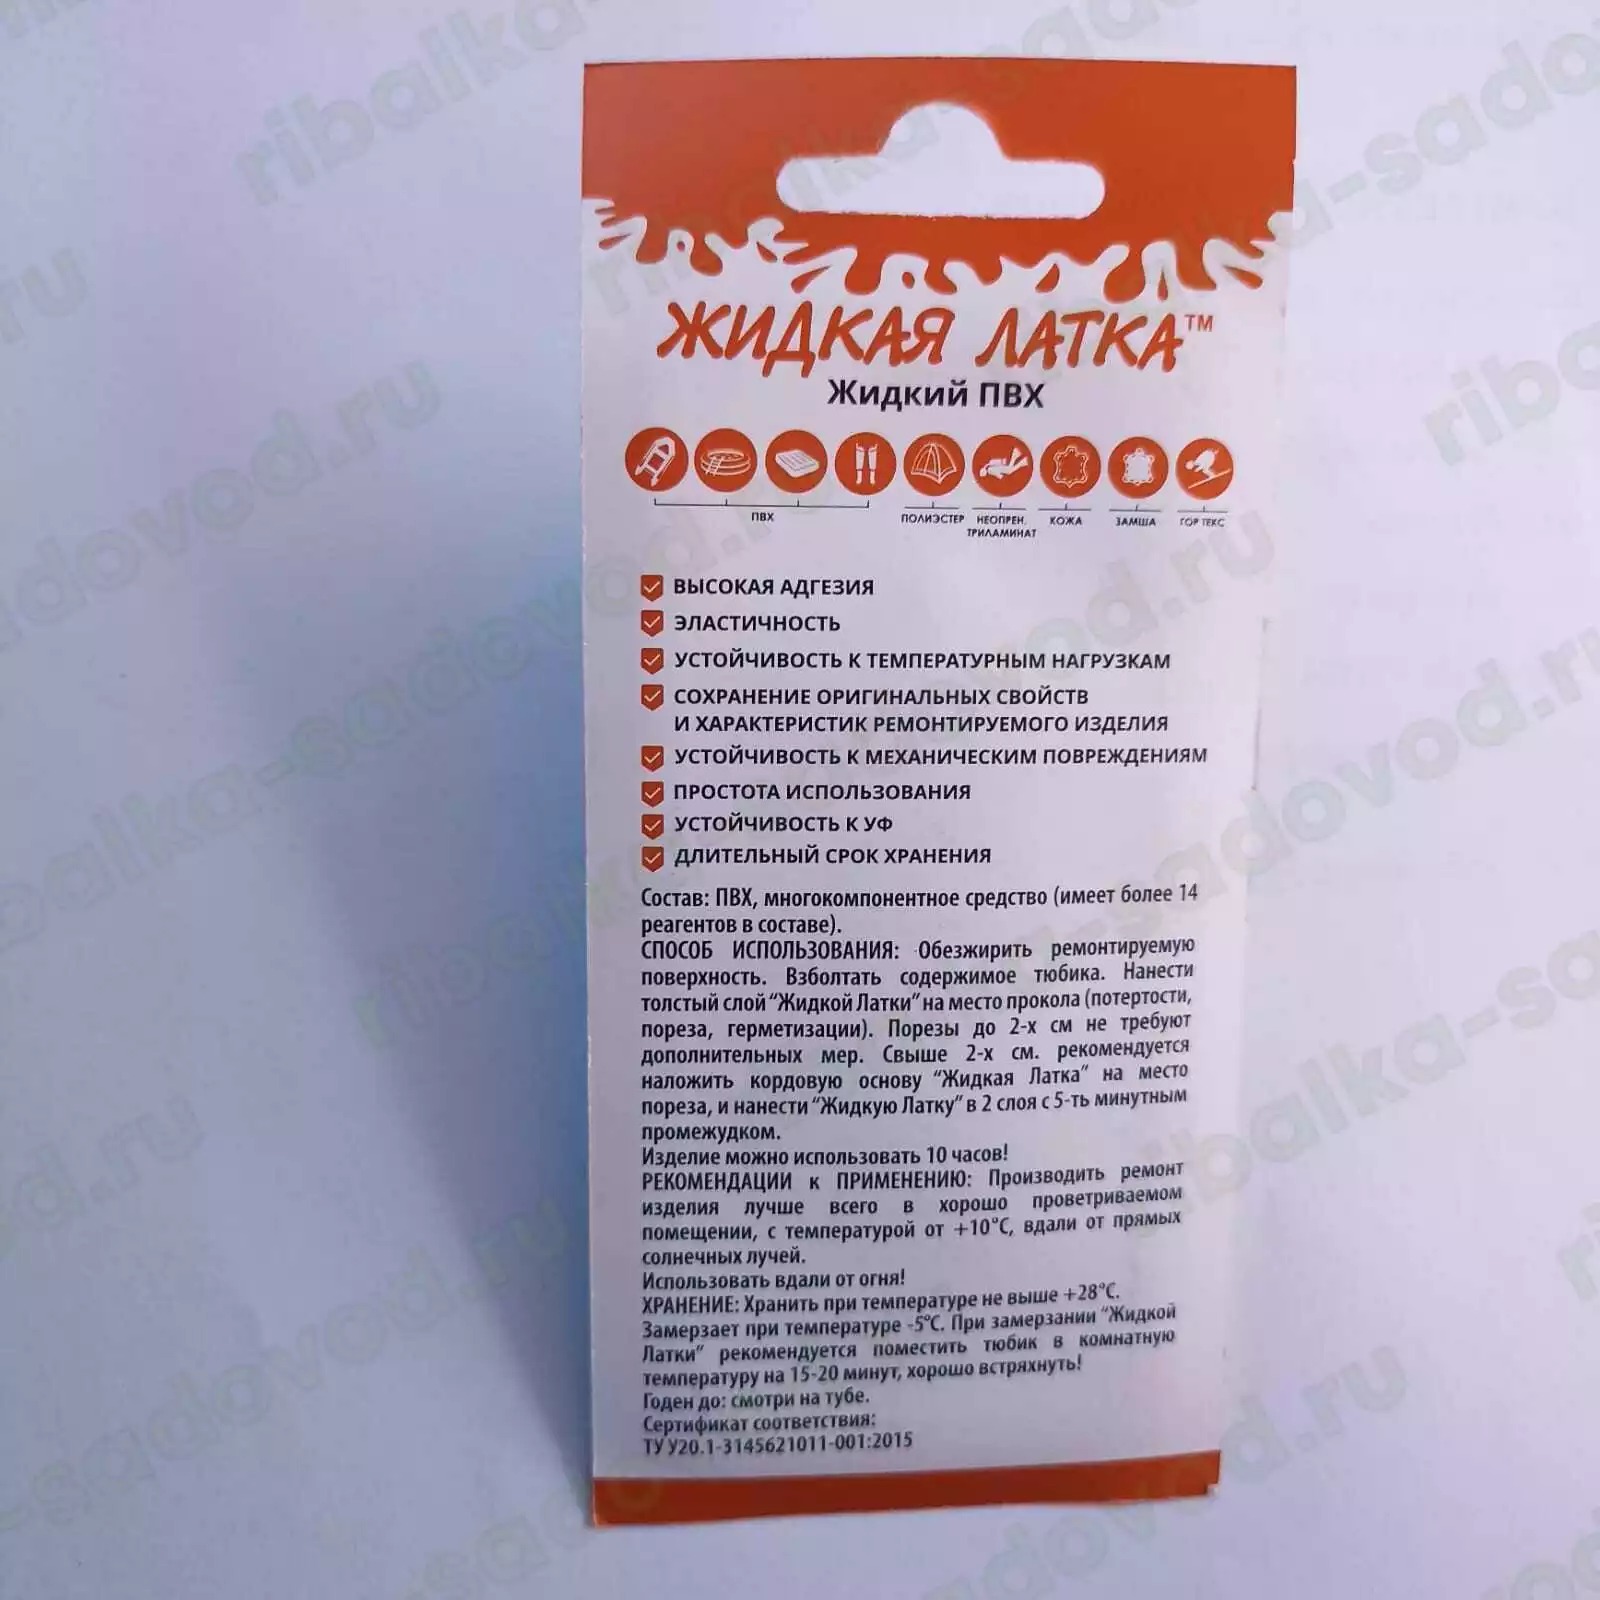 ЖИДКАЯ ЛАТКА™
Жидкий ПВХ
ПВХ
ПОЛИЭСТЕР
НЕОПРЕН,
ТРИЛАМИНАТ
КОЖА
ЗАМША
ГОР ТЕКС
ВЫСОКАЯ АДГЕЗИЯ
ЭЛАСТИЧНОСТЬ
УСТОЙЧИВОСТЬ К ТЕМПЕРАТУРНЫМ НАГРУЗКАМ
СОХРАНЕНИЕ ОРИГИНАЛЬНЫХ СВОЙСТВ
И ХАРАКТЕРИСТИК РЕМОНТИРУЕМОГО ИЗДЕЛИЯ
УСТОЙЧИВОСТЬ К МЕХАНИЧЕСКИМ ПОВРЕЖДЕНИЯМ
ПРОСТОТА ИСПОЛЬЗОВАНИЯ
УСТОЙЧИВОСТЬ К УФ
ДЛИТЕЛЬНЫЙ СРОК ХРАНЕНИЯ
Состав: ПВХ, многокомпонентное средство (имеет более 14
реагентов в составе).
СПОСОБ ИСПОЛЬЗОВАНИЯ: Обезжирить ремонтируемую
поверхность. Взболтать содержимое тюбика. Нанести
толстый слой "Жидкой Латки" на место прокола (потертости,
пореза, герметизации). Порезы до 2-х см не требуют
дополнительных мер. Свыше 2-х см. рекомендуется
наложить кордовую основу "Жидкая Латка" на место
пореза, и нанести "Жидкую Латку" в 2 слоя с 5-ть минутным
промежудком.
Изделие можно использовать 10 часов!
РЕКОМЕНДАЦИИ к ПРИМЕНЕНИЮ: Производить ремонт
изделия лучше всего в хорошо проветриваемом
помещении, с температурой от +10°С, вдали от прямых
солнечных лучей.
Использовать вдали от огня!
ХРАНЕНИЕ: Хранить при температуре не выше +28°С.
Замерзает при температуре -5°С. При замерзании "Жидкой
Латки" рекомендуется поместить тюбик в комнатную
температуру на 15-20 минут, хорошо встряхнуть!
Годен до: смотри на тубе.
Сертификат соответствия:
ТУ У20.1-3145621011-001:2015
ribalka-sadovod.ru